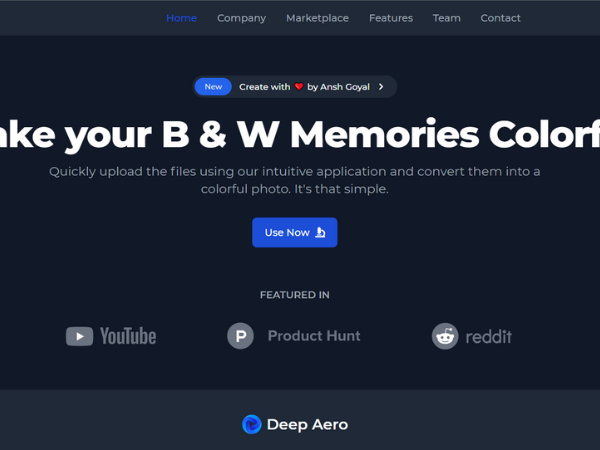 Home Company Marketplace Features Team Contact
New Create with ❤️ by Ansh Goyal
ake your B & W Memories Colorf
Quickly upload the files using our intuitive application and convert them into a
colorful photo. It's that simple.
Use Now
FEATURED IN
YouTube Product Hunt reddit
Deep Aero